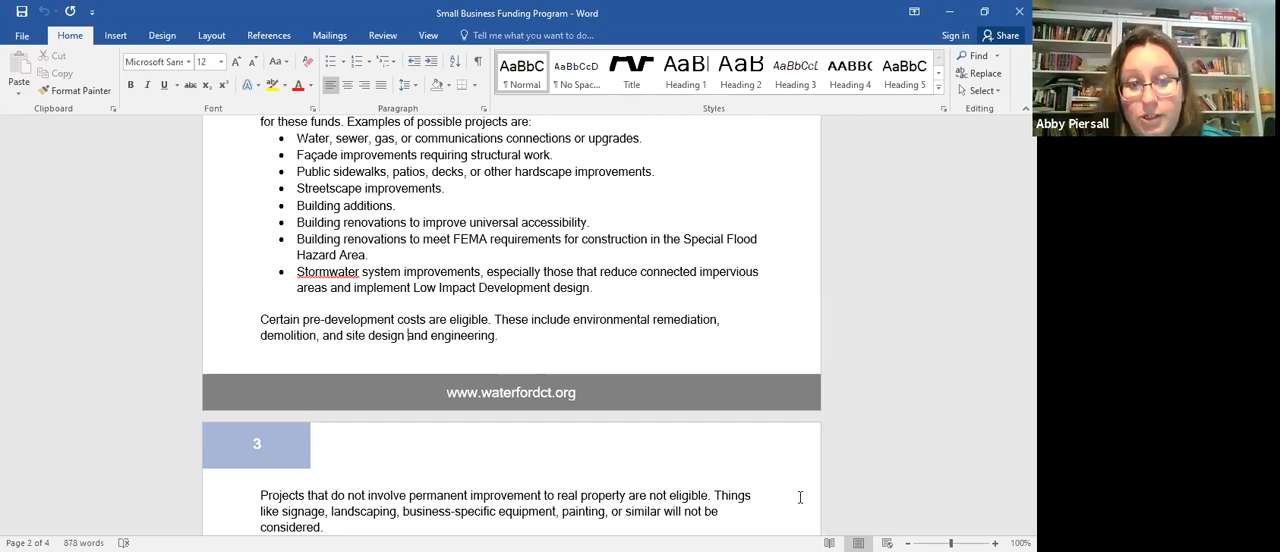 Small Business Funding Program - Word
File Home Insert Design Layout References Mailings Review View Tell me what you want to do... Sign in Share
Cut
Copy
Format Painter
Paste
Microsoft Sans 12
AaBbC AaBbCcD AaBbC AaBbCcL AABBC AaBbC
¶ Normal ¶ No Spac... Title Heading 1 Heading 2 Heading 3 Heading 4 Heading 5
Find
Replace
Select
Clipboard Font Paragraph Styles Editing
Abby Piersall
for these funds. Examples of possible projects are:
• Water, sewer, gas, or communications connections or upgrades.
• Façade improvements requiring structural work.
• Public sidewalks, patios, decks, or other hardscape improvements.
• Streetscape improvements.
• Building additions.
• Building renovations to improve universal accessibility.
• Building renovations to meet FEMA requirements for construction in the Special Flood
Hazard Area.
• Stormwater system improvements, especially those that reduce connected impervious
areas and implement Low Impact Development design.
Certain pre-development costs are eligible. These include environmental remediation,
demolition, and site design and engineering.
www.waterfordct.org
3
Projects that do not involve permanent improvement to real property are not eligible. Things
like signage, landscaping, business-specific equipment, painting, or similar will not be
considered.
Page 2 of 4 878 words 100%